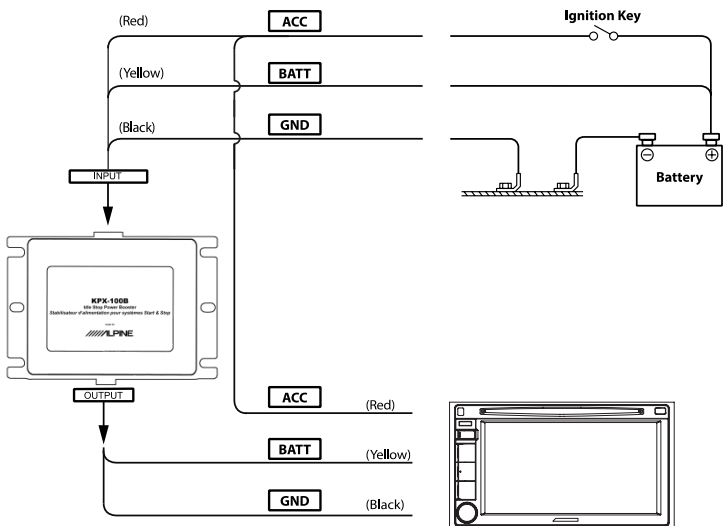 (Red)
ACC
Ignition Key
(Yellow)
BATT
(Black)
GND
INPUT
Battery
KPX-100B
Idle Stop Power Booster
Stabilisateur d'alimentation pour systèmes Start & Stop
ALPINE
OUTPUT
ACC
(Red)
BATT
(Yellow)
GND
(Black)